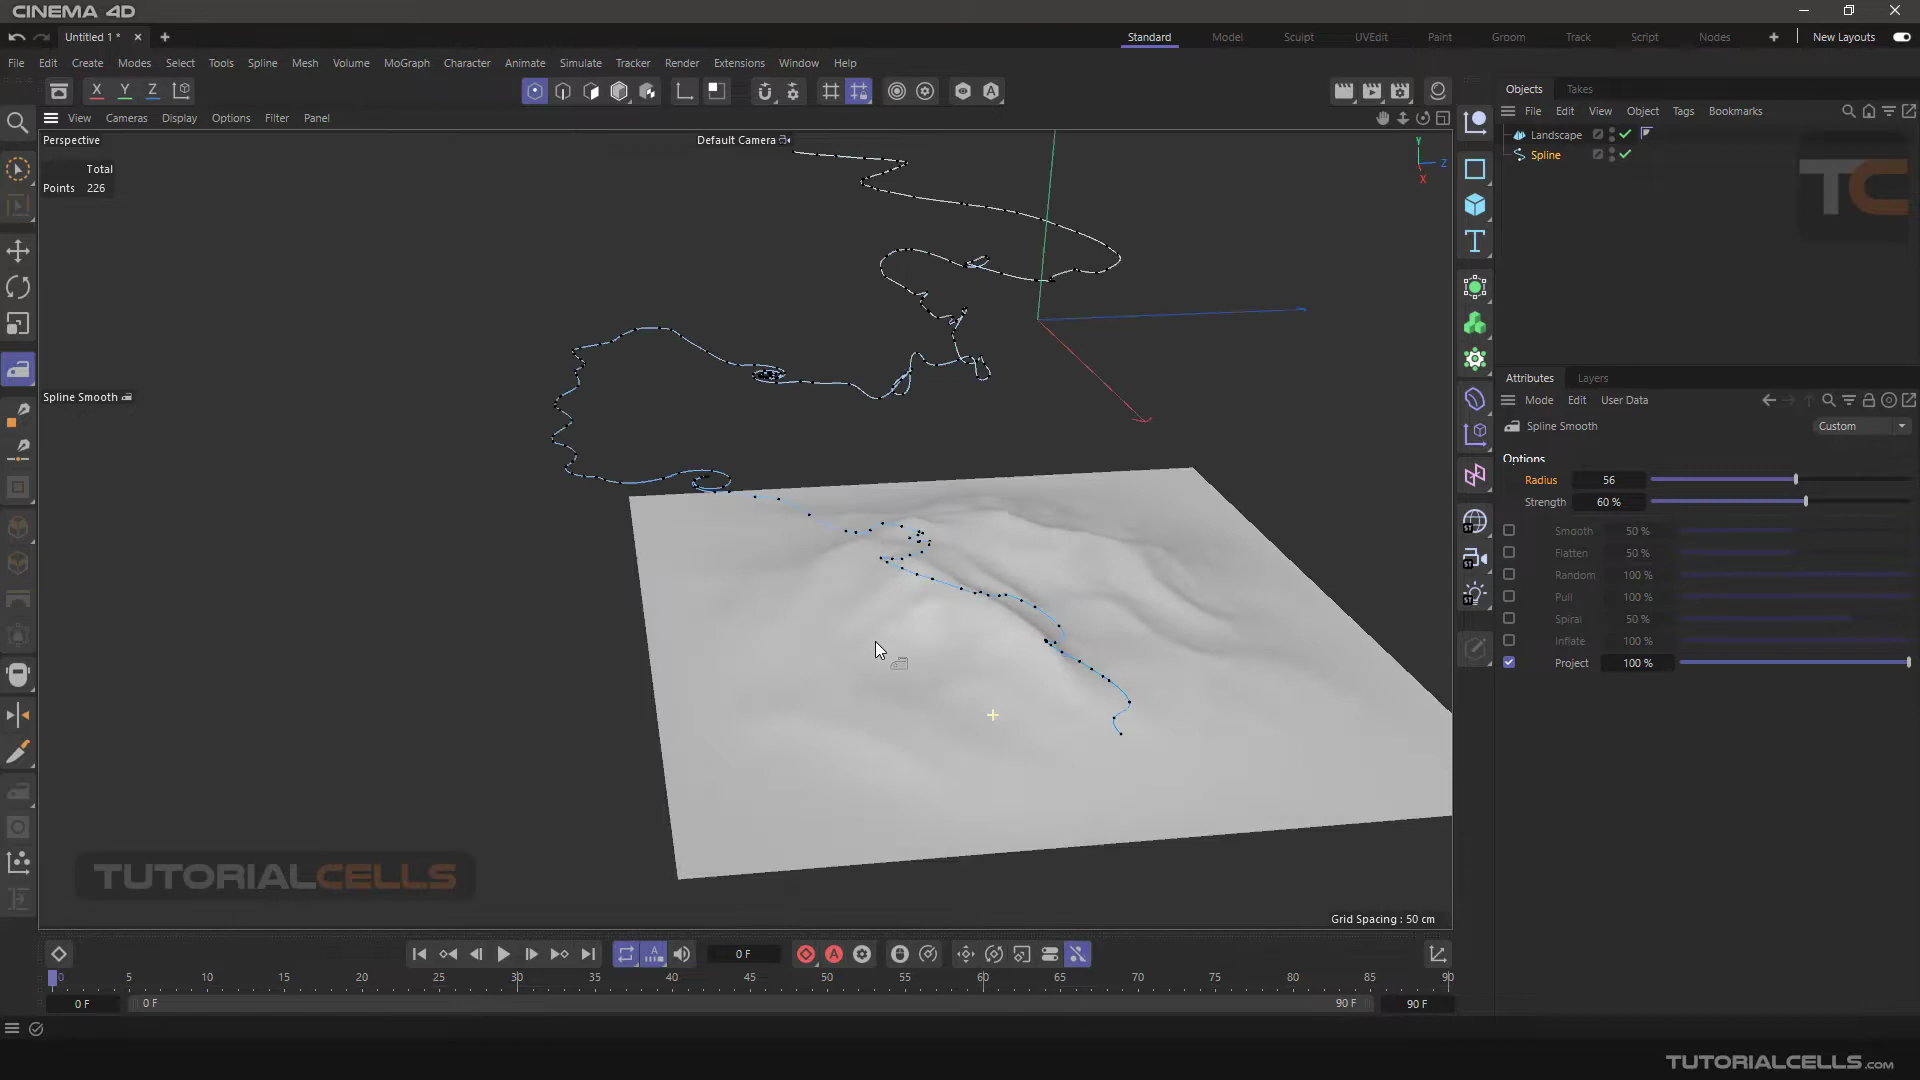 CINEMA 4D
Untitled 1 *
Standard Model Sculpt UVEdit Paint Groom Track Script Nodes New Layouts
File Edit Create Modes Select Tools Spline Mesh Volume MoGraph Character Animate Simulate Tracker Render Extensions Window Help
X Y Z
Objects Takes
View Cameras Display Options Filter Panel
File Edit View Object Tags Bookmarks
Perspective
Default Camera
Total
Points 226
Y
Z
X
Landscape
Spline
TC
Spline Smooth
Attributes Layers
Mode Edit User Data
Spline Smooth
Custom
Options
Radius 56
Strength 60 %
Smooth 50 %
Flatten 50 %
Random 100 %
Pull 100 %
Spiral 50 %
Inflate 100 %
Project 100 %
TUTORIALCELLS
Grid Spacing : 50 cm
0 F
0 5 10 15 20 25 30 35 40 45 50 55 60 65 70 75 80 85 90
0 F 0 F 90 F 90 F
TUTORIALCELLS.com